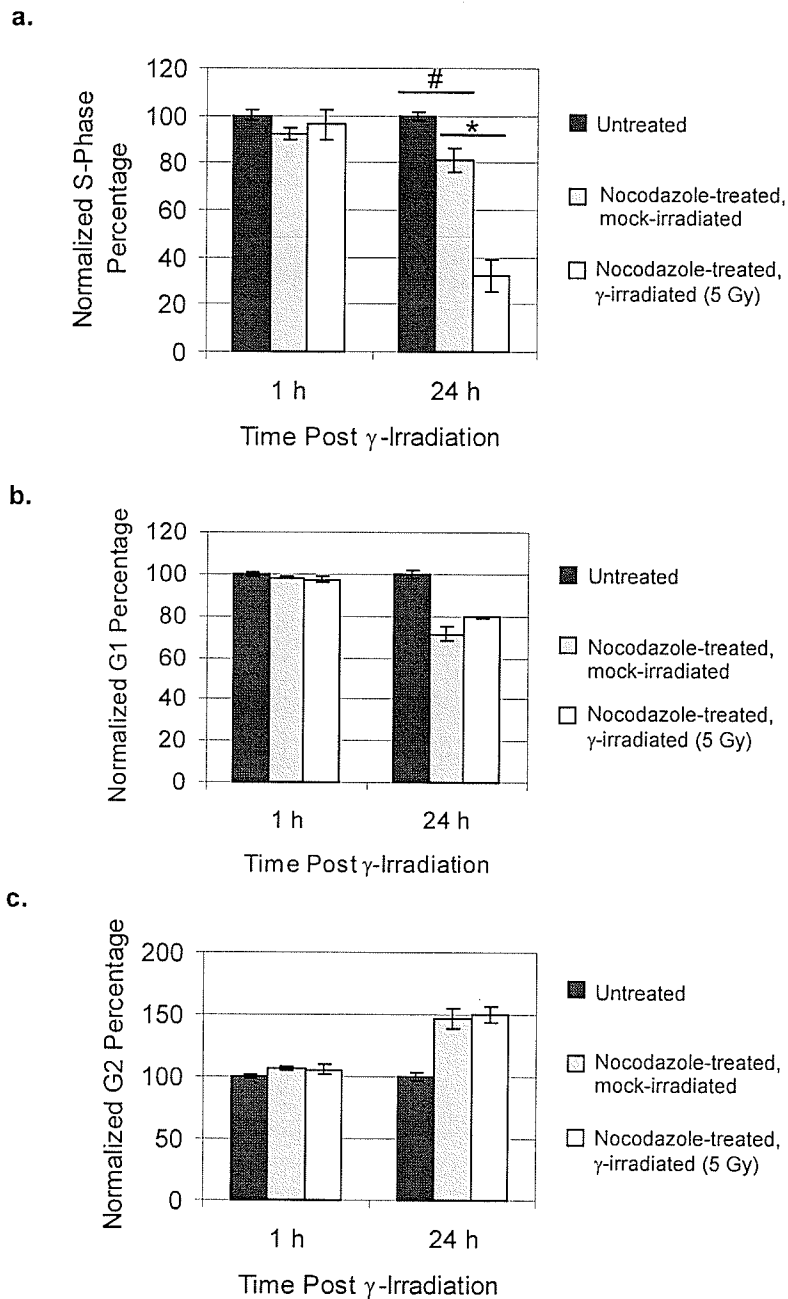 a.
Normalized S-Phase
Percentage
120
100
80
60
40
20
0
#
*
1 h
24 h
Time Post γ-Irradiation
Untreated
Nocodazole-treated,
mock-irradiated
Nocodazole-treated,
γ-irradiated (5 Gy)
b.
Normalized G1 Percentage
120
100
80
60
40
20
0
1 h
24 h
Time Post γ-Irradiation
Untreated
Nocodazole-treated,
mock-irradiated
Nocodazole-treated,
γ-irradiated (5 Gy)
c.
Normalized G2 Percentage
200
150
100
50
0
1 h
24 h
Time Post γ-Irradiation
Untreated
Nocodazole-treated,
mock-irradiated
Nocodazole-treated,
γ-irradiated (5 Gy)